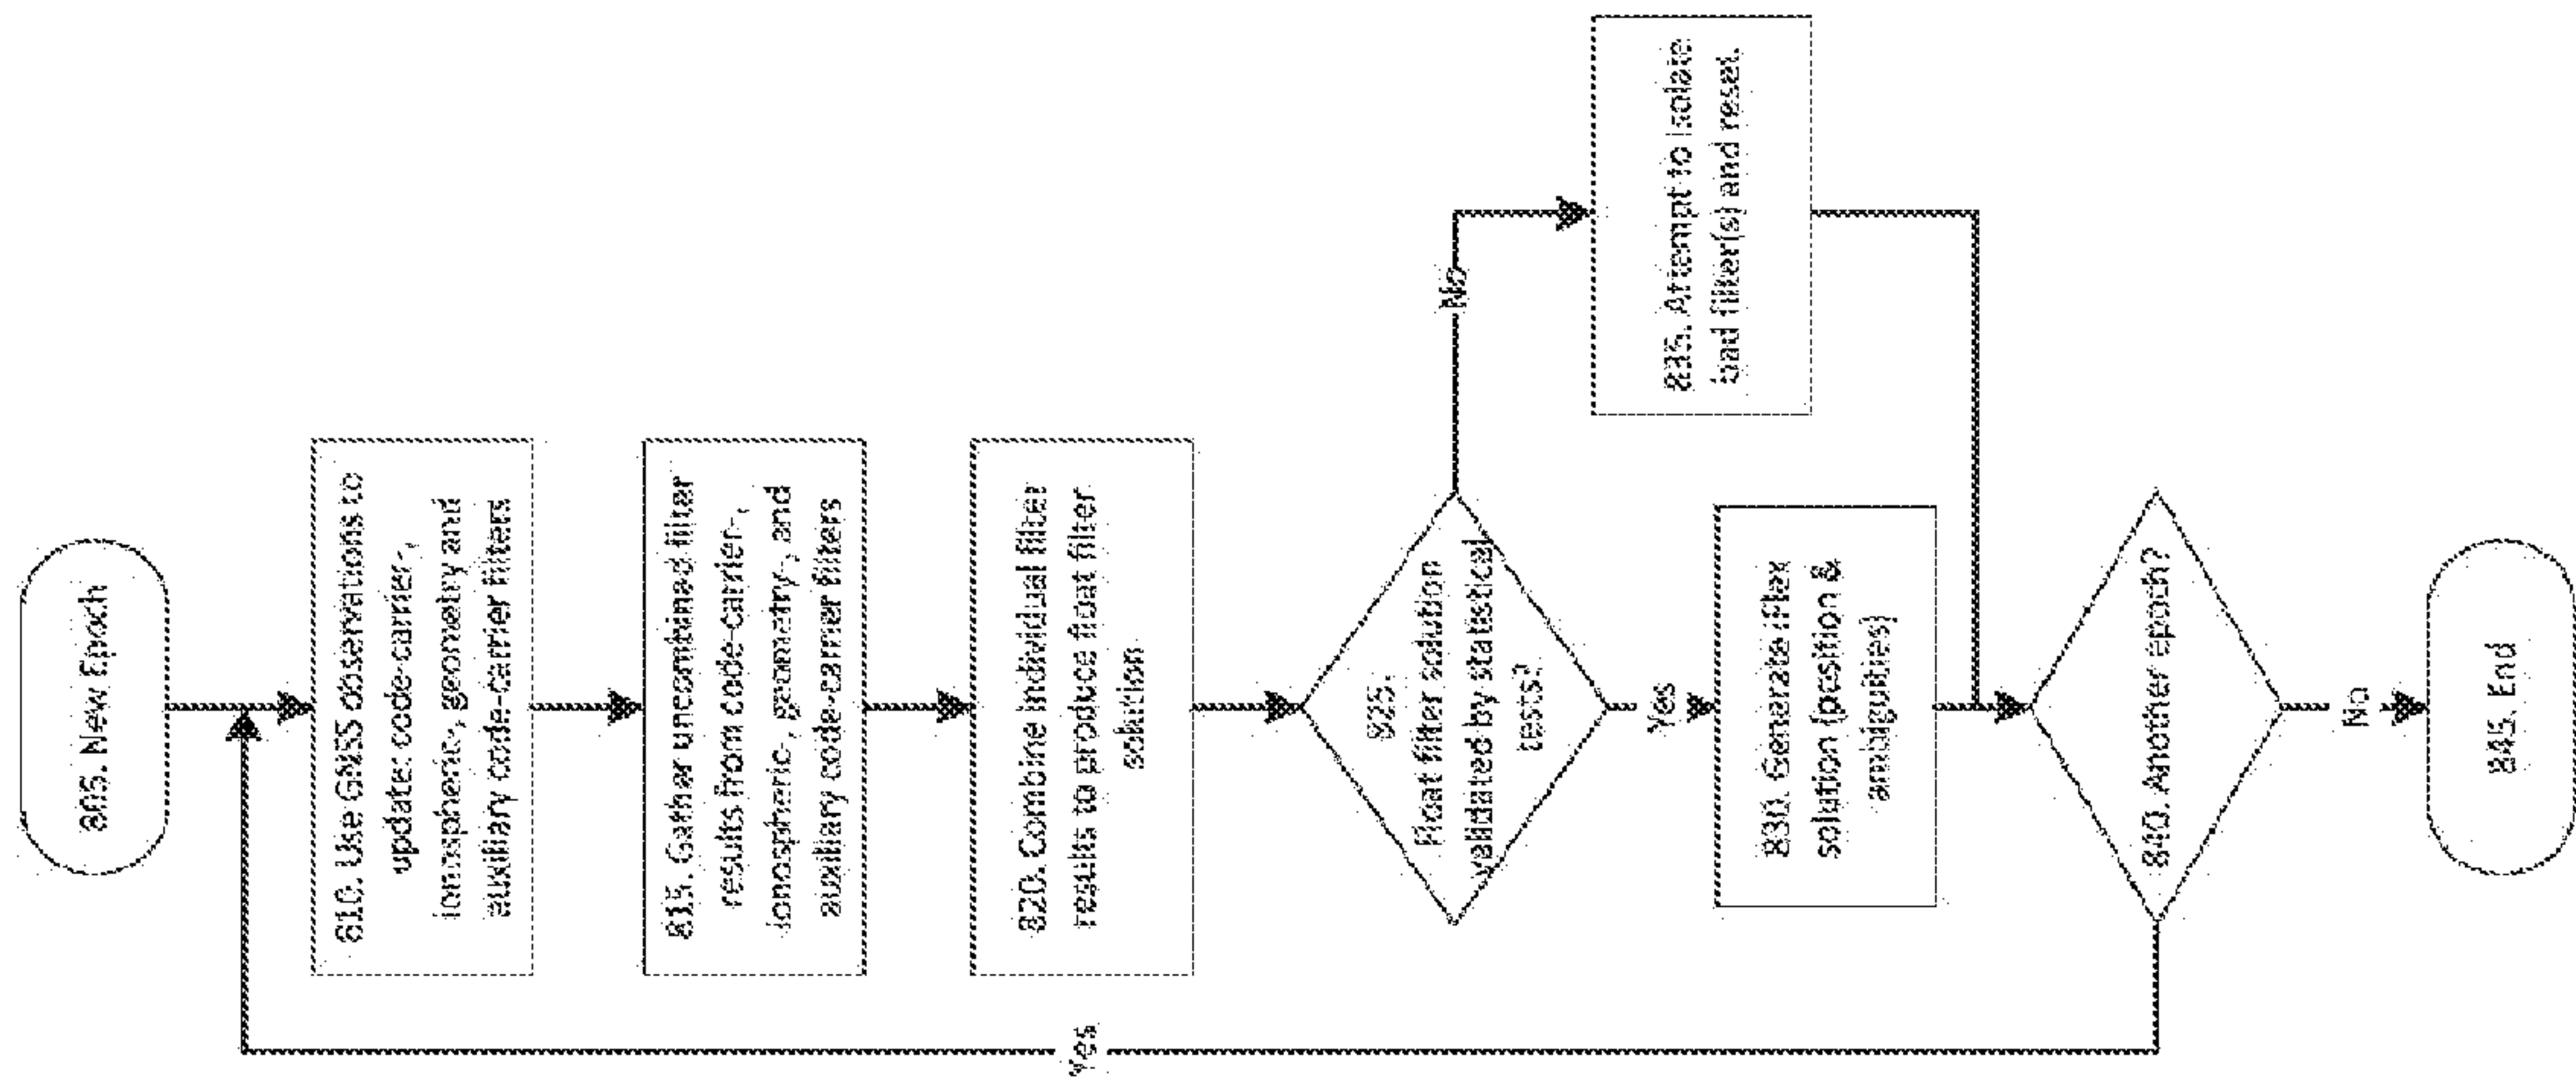 805. New Epoch
810. Use GNSS observations to
update: code-carrier-,
ionospheric-, geometry and
auxiliary code-carrier filters
815. Gather uncombined filter
results from code-carrier-,
ionospheric-, geometry-, and
auxiliary code-carrier filters
820. Combine individual filter
results to produce float filter
solution
825.
Float filter solution
validated by statistical
tests?
No
835. Attempt to isolate
bad filter(s) and reset.
Yes
830. Generate iFlex
solution (position &
ambiguities)
840. Another epoch?
Yes
No
845. End